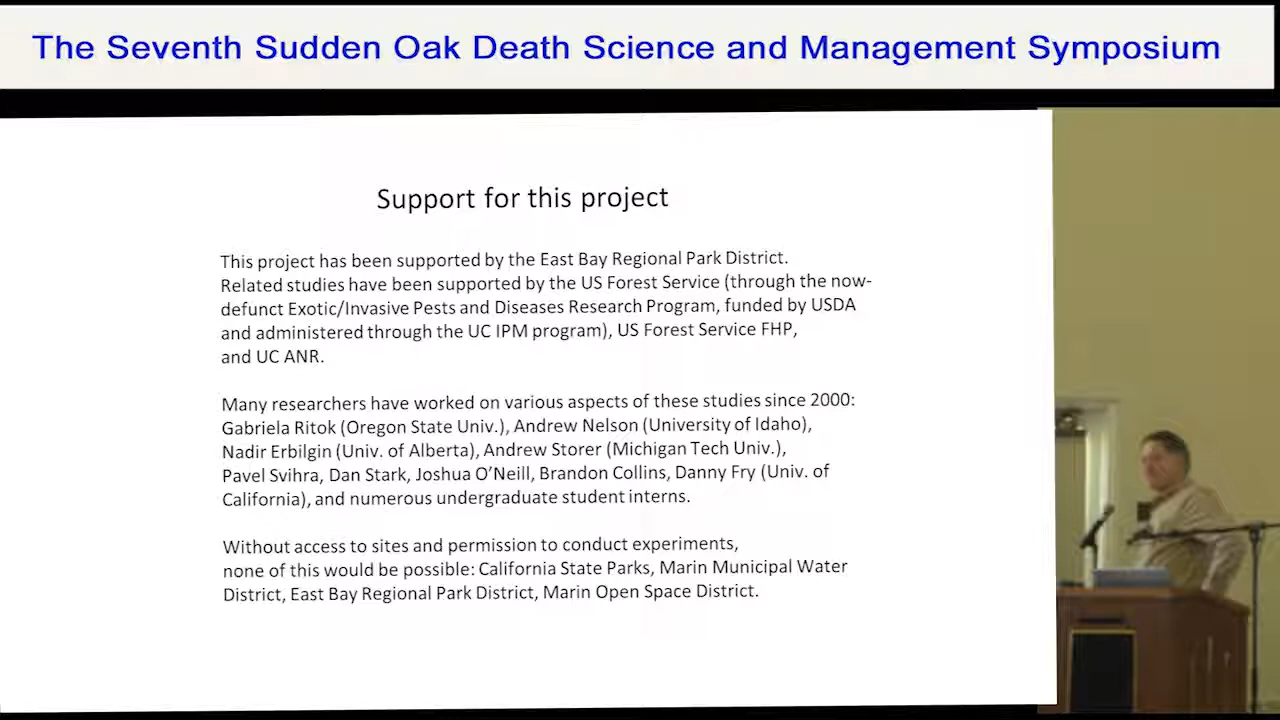 The Seventh Sudden Oak Death Science and Management Symposium
Support for this project
This project has been supported by the East Bay Regional Park District.
Related studies have been supported by the US Forest Service (through the now-
defunct Exotic/Invasive Pests and Diseases Research Program, funded by USDA
and administered through the UC IPM program), US Forest Service FHP,
and UC ANR.
Many researchers have worked on various aspects of these studies since 2000:
Gabriela Ritok (Oregon State Univ.), Andrew Nelson (University of Idaho),
Nadir Erbilgin (Univ. of Alberta), Andrew Storer (Michigan Tech Univ.),
Pavel Svihra, Dan Stark, Joshua O'Neill, Brandon Collins, Danny Fry (Univ. of
California), and numerous undergraduate student interns.
Without access to sites and permission to conduct experiments,
none of this would be possible: California State Parks, Marin Municipal Water
District, East Bay Regional Park District, Marin Open Space District.